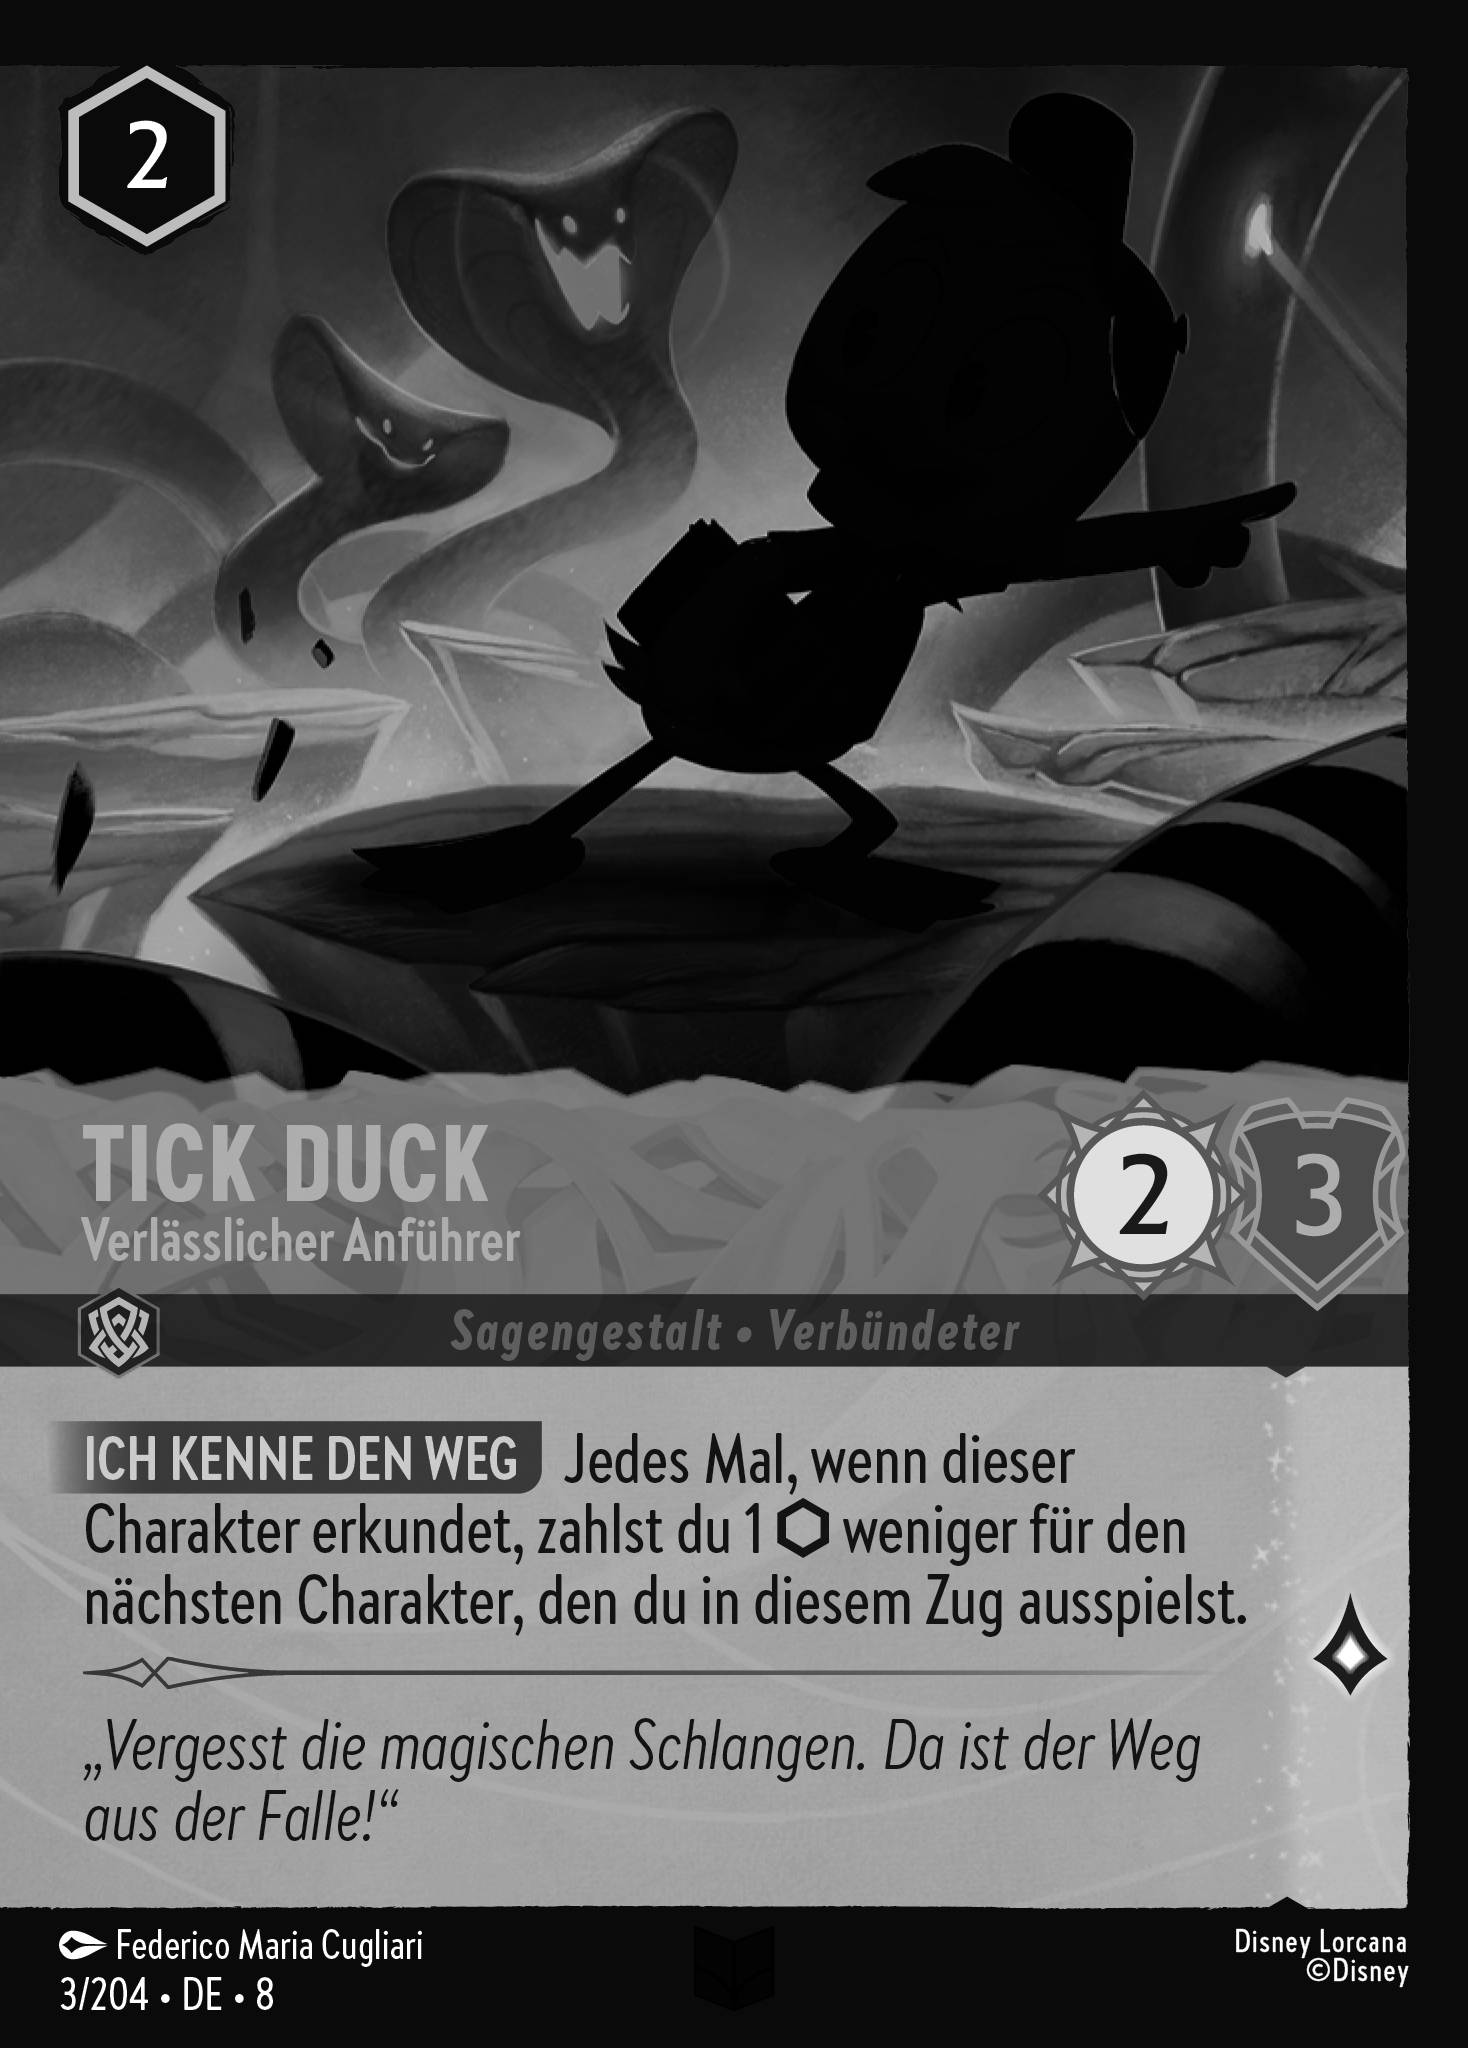 2
TICK DUCK
Verlässlicher Anführer
2 3
Sagengestalt • Verbündeter
ICH KENNE DEN WEG Jedes Mal, wenn dieser
Charakter erkundet, zahlst du 1 ⬡ weniger für den
nächsten Charakter, den du in diesem Zug ausspielst.
„Vergesst die magischen Schlangen. Da ist der Weg
aus der Falle!“
Federico Maria Cugliari
3/204 • DE • 8
Disney Lorcana
©Disney